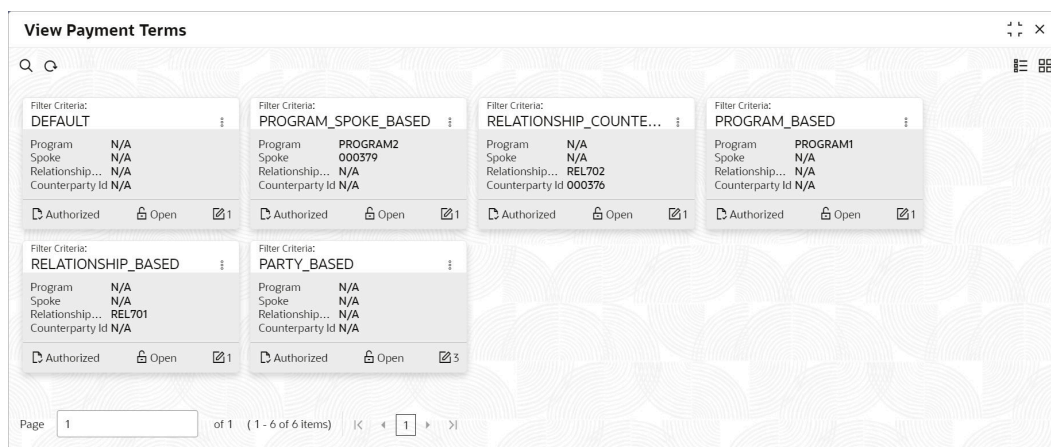 View Payment Terms
Filter Criteria:
DEFAULT
Program N/A
Spoke N/A
Relationship... N/A
Counterparty Id N/A
Authorized Open 1
Filter Criteria:
PROGRAM_SPOKE_BASED
Program PROGRAM2
Spoke 000379
Relationship... N/A
Counterparty Id N/A
Authorized Open 1
Filter Criteria:
RELATIONSHIP_COUNTE...
Program N/A
Spoke N/A
Relationship... REL702
Counterparty Id 000376
Authorized Open 1
Filter Criteria:
PROGRAM_BASED
Program PROGRAM1
Spoke N/A
Relationship... N/A
Counterparty Id N/A
Authorized Open 1
Filter Criteria:
RELATIONSHIP_BASED
Program N/A
Spoke N/A
Relationship... REL701
Counterparty Id N/A
Authorized Open 1
Filter Criteria:
PARTY_BASED
Program N/A
Spoke N/A
Relationship... N/A
Counterparty Id N/A
Authorized Open 3
Page 1 of 1 (1 - 6 of 6 items) 1